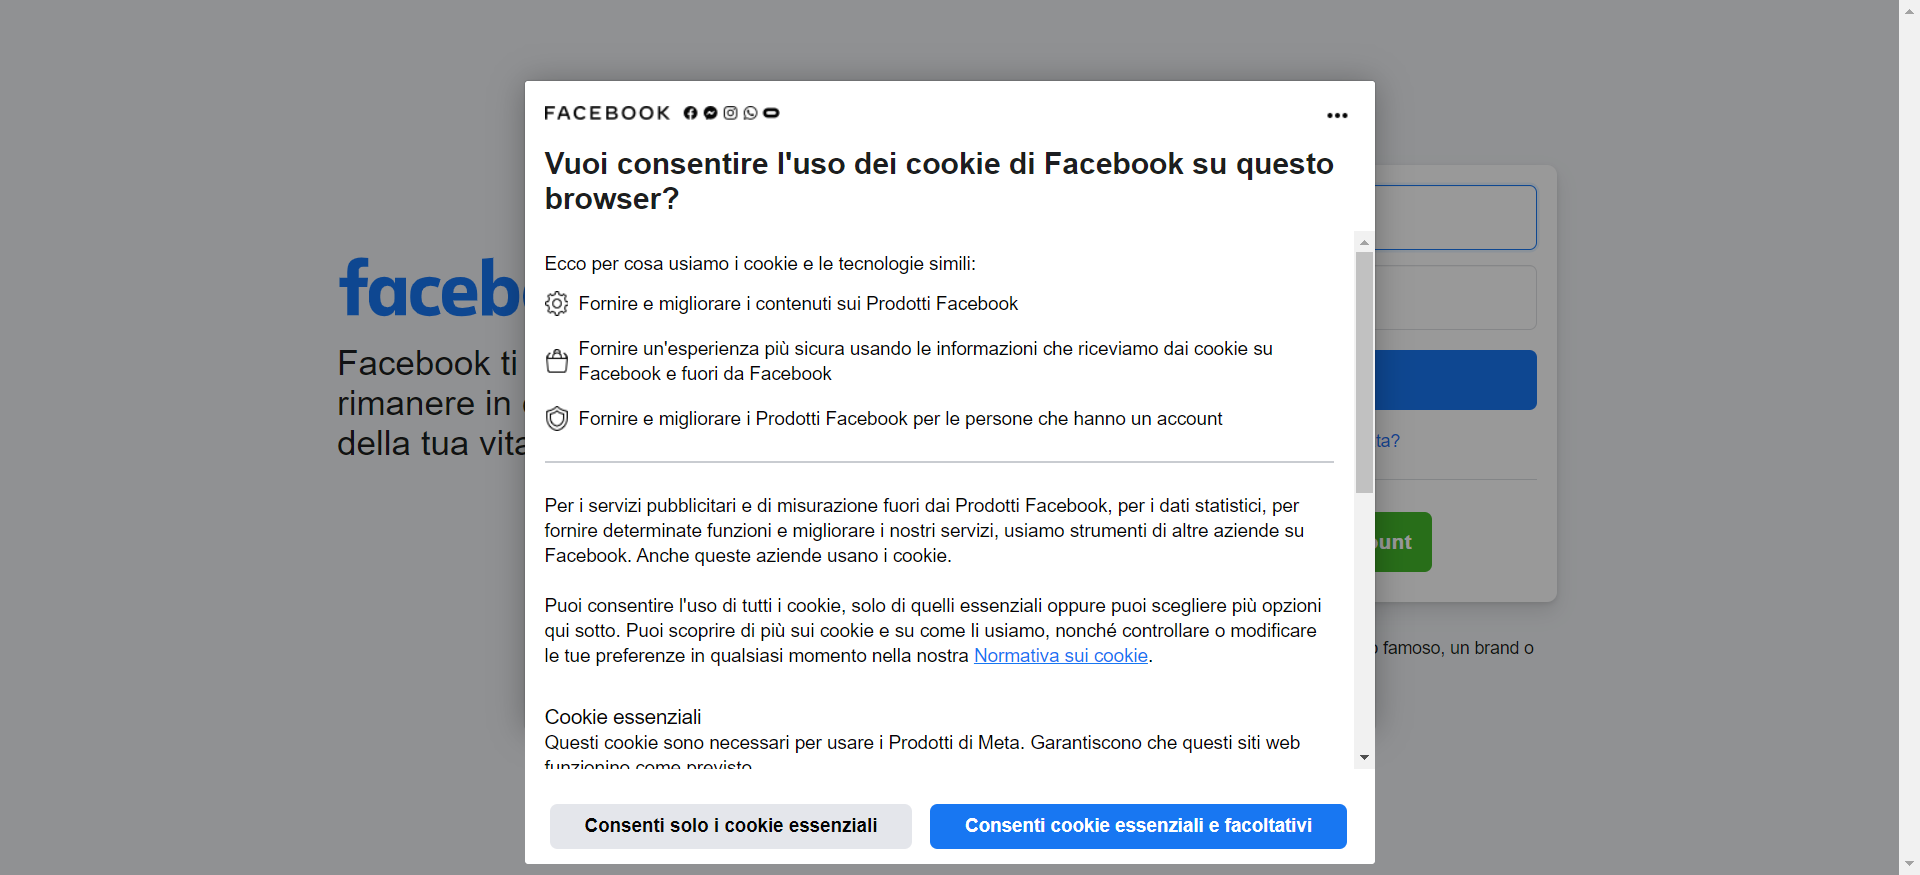 FACEBOOK
Vuoi consentire l'uso dei cookie di Facebook su questo
browser?
Ecco per cosa usiamo i cookie e le tecnologie simili:
Fornire e migliorare i contenuti sui Prodotti Facebook
Fornire un'esperienza più sicura usando le informazioni che riceviamo dai cookie su
Facebook e fuori da Facebook
Fornire e migliorare i Prodotti Facebook per le persone che hanno un account
Per i servizi pubblicitari e di misurazione fuori dai Prodotti Facebook, per i dati statistici, per
fornire determinate funzioni e migliorare i nostri servizi, usiamo strumenti di altre aziende su
Facebook. Anche queste aziende usano i cookie.
Puoi consentire l'uso di tutti i cookie, solo di quelli essenziali oppure puoi scegliere più opzioni
qui sotto. Puoi scoprire di più sui cookie e su come li usiamo, nonché controllare o modificare
le tue preferenze in qualsiasi momento nella nostra Normativa sui cookie.
Cookie essenziali
Questi cookie sono necessari per usare i Prodotti di Meta. Garantiscono che questi siti web
funzionino come previsto.
Consenti solo i cookie essenziali
Consenti cookie essenziali e facoltativi
faceb
Facebook ti
rimanere in
della tua vita
ta?
unt
famoso, un brand o